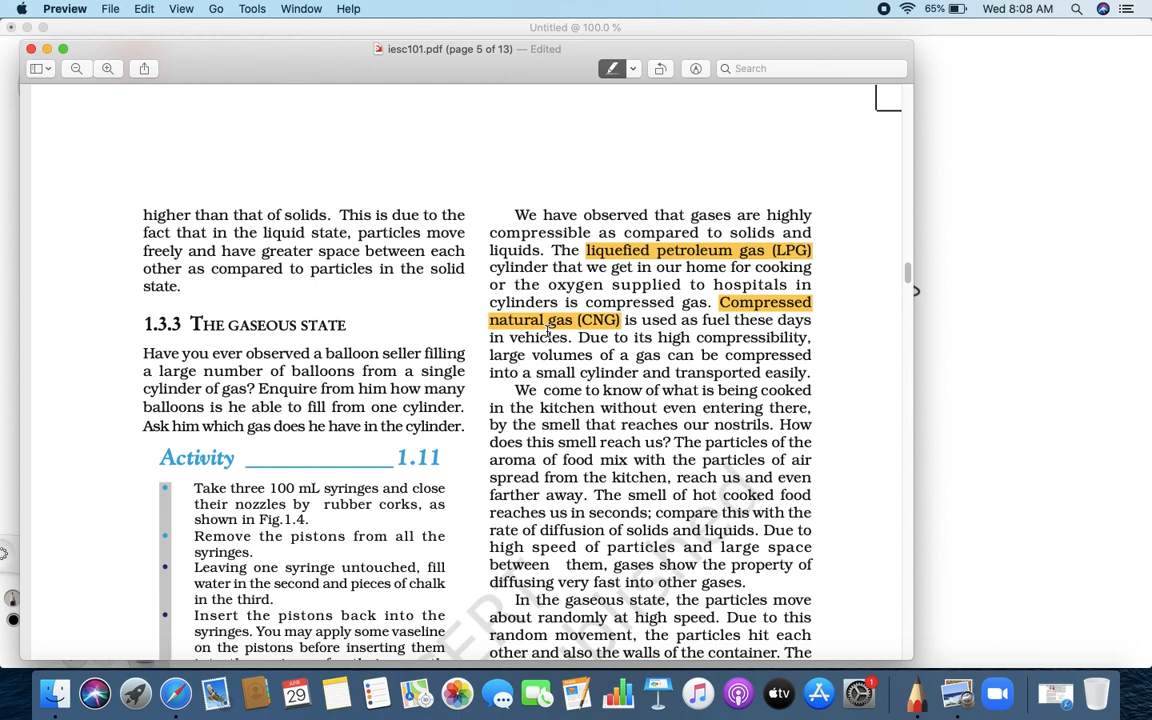 Preview File Edit View Go Tools Window Help 65% Wed 8:08 AM
Untitled @ 100.0 %
iesc101.pdf (page 5 of 13) — Edited
Search
higher than that of solids. This is due to the
fact that in the liquid state, particles move
freely and have greater space between each
other as compared to particles in the solid
state.
1.3.3 THE GASEOUS STATE
Have you ever observed a balloon seller filling
a large number of balloons from a single
cylinder of gas? Enquire from him how many
balloons is he able to fill from one cylinder.
Ask him which gas does he have in the cylinder.
Activity ______________ 1.11
• Take three 100 mL syringes and close
their nozzles by rubber corks, as
shown in Fig.1.4.
• Remove the pistons from all the
syringes.
• Leaving one syringe untouched, fill
water in the second and pieces of chalk
in the third.
• Insert the pistons back into the
syringes. You may apply some vaseline
on the pistons before inserting them
We have observed that gases are highly
compressible as compared to solids and
liquids. The liquefied petroleum gas (LPG)
cylinder that we get in our home for cooking
or the oxygen supplied to hospitals in
cylinders is compressed gas. Compressed
natural gas (CNG) is used as fuel these days
in vehicles. Due to its high compressibility,
large volumes of a gas can be compressed
into a small cylinder and transported easily.
We come to know of what is being cooked
in the kitchen without even entering there,
by the smell that reaches our nostrils. How
does this smell reach us? The particles of the
aroma of food mix with the particles of air
spread from the kitchen, reach us and even
farther away. The smell of hot cooked food
reaches us in seconds; compare this with the
rate of diffusion of solids and liquids. Due to
high speed of particles and large space
between them, gases show the property of
diffusing very fast into other gases.
In the gaseous state, the particles move
about randomly at high speed. Due to this
random movement, the particles hit each
other and also the walls of the container. The
APR
29
tv
1